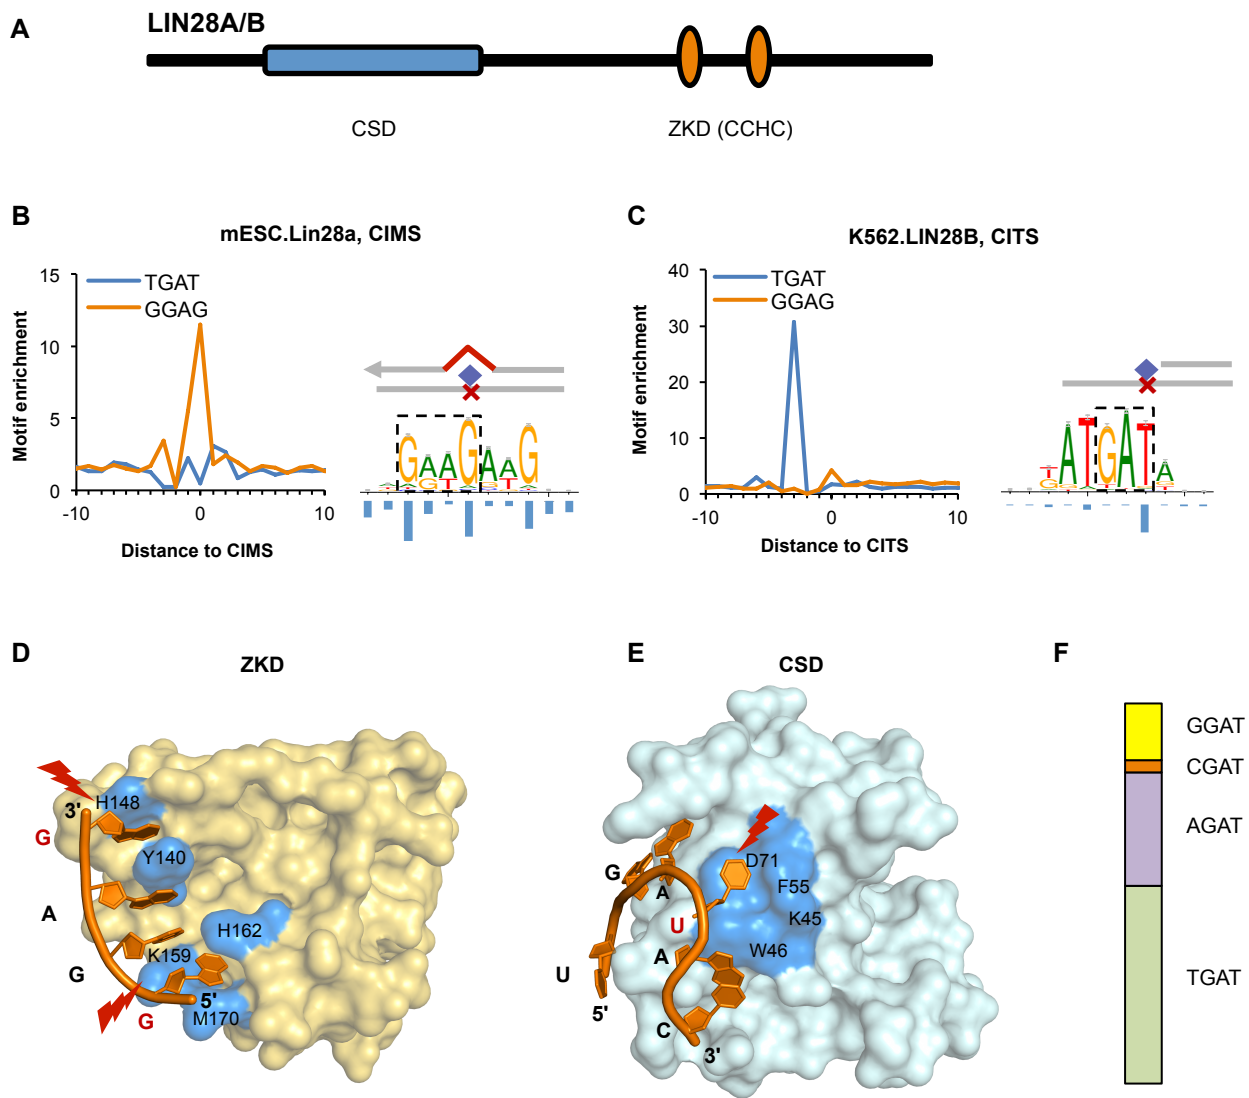 A
LIN28A/B
CSD
ZKD (CCHC)
B
mESC.Lin28a, CIMS
TGAT
GGAG
Motif enrichment
15
10
5
0
-10
0
10
Distance to CIMS
GAAGAAG
C
K562.LIN28B, CITS
TGAT
GGAG
Motif enrichment
40
30
20
10
0
-10
0
10
Distance to CITS
TATGATA
D
ZKD
3'
H148
G
Y140
A
H162
K159
G
5'
G
M170
E
CSD
D71
G
A
F55
U
K45
W46
A
U
5'
C
3'
F
GGAT
CGAT
AGAT
TGAT